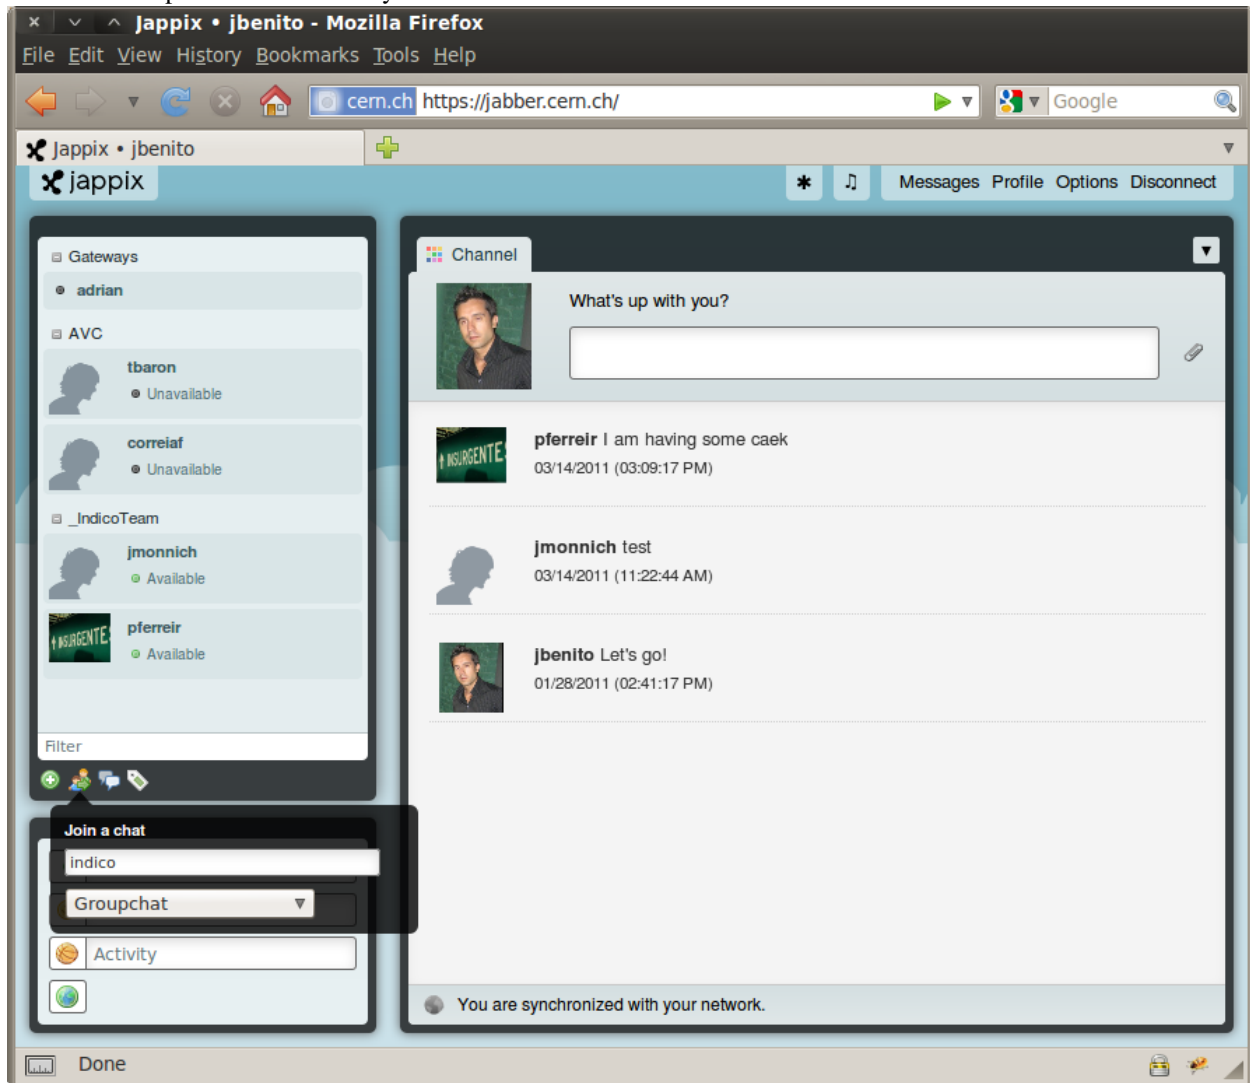 Jappix • jbenito - Mozilla Firefox
File Edit View History Bookmarks Tools Help
cern.ch https://jabber.cern.ch/
Google
Jappix • jbenito
jappix
Messages Profile Options Disconnect
Gateways
adrian
AVC
tbaron
Unavailable
correiaf
Unavailable
_IndicoTeam
jmonnich
Available
INSURGENTES
pferreir
Available
Filter
Join a chat
indico
Groupchat
Activity
Channel
What's up with you?
INSURGENTES
pferreir I am having some caek
03/14/2011 (03:09:17 PM)
jmonnich test
03/14/2011 (11:22:44 AM)
jbenito Let's go!
01/28/2011 (02:41:17 PM)
You are synchronized with your network.
Done